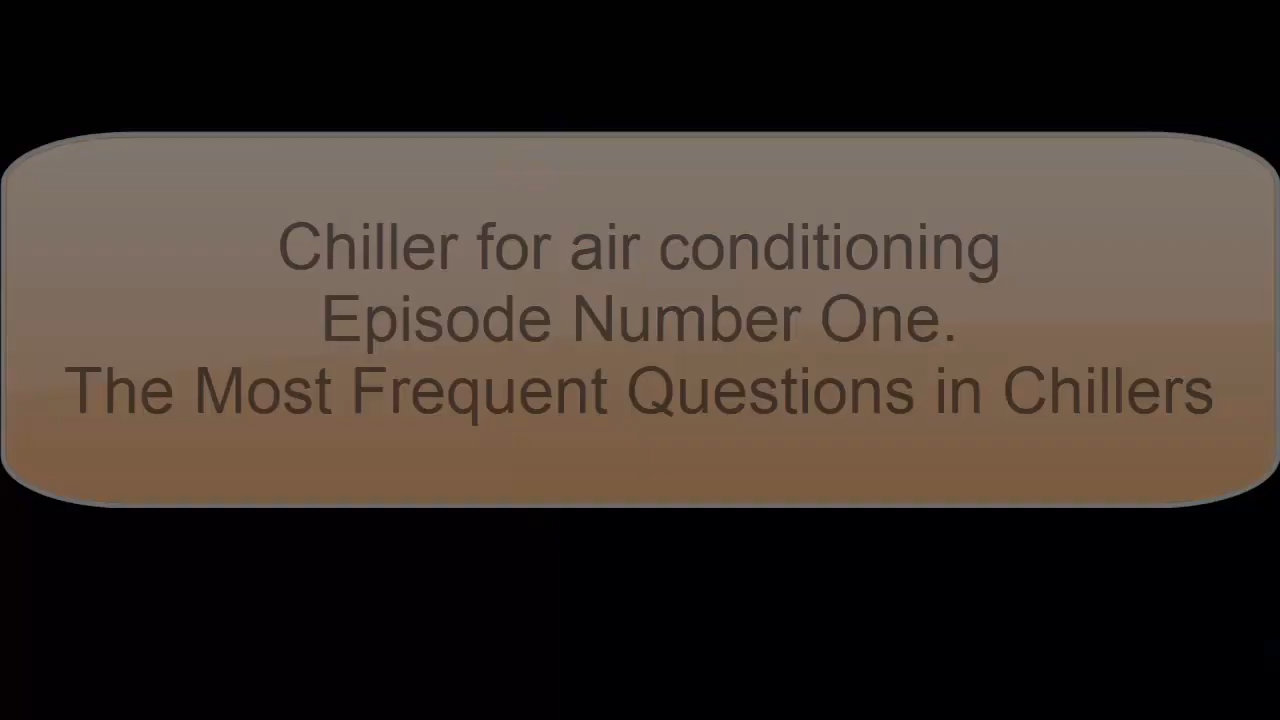 Chiller for air conditioning
Episode Number One.
The Most Frequent Questions in Chillers